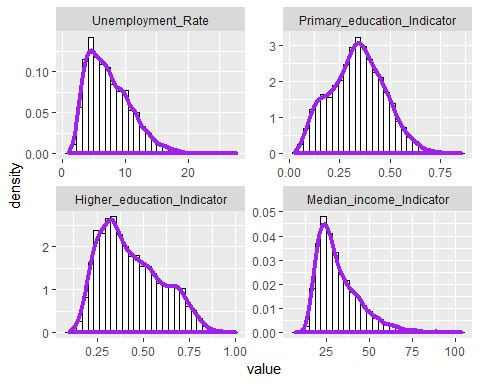 Unemployment_Rate
Primary_education_Indicator
density
0.10
0.05
0.00
0 10 20
3
2
1
0
0.00 0.25 0.50 0.75
Higher_education_Indicator
Median_income_Indicator
2
1
0
0.25 0.50 0.75 1.00
0.05
0.04
0.03
0.02
0.01
0.00
25 50 75 100
value